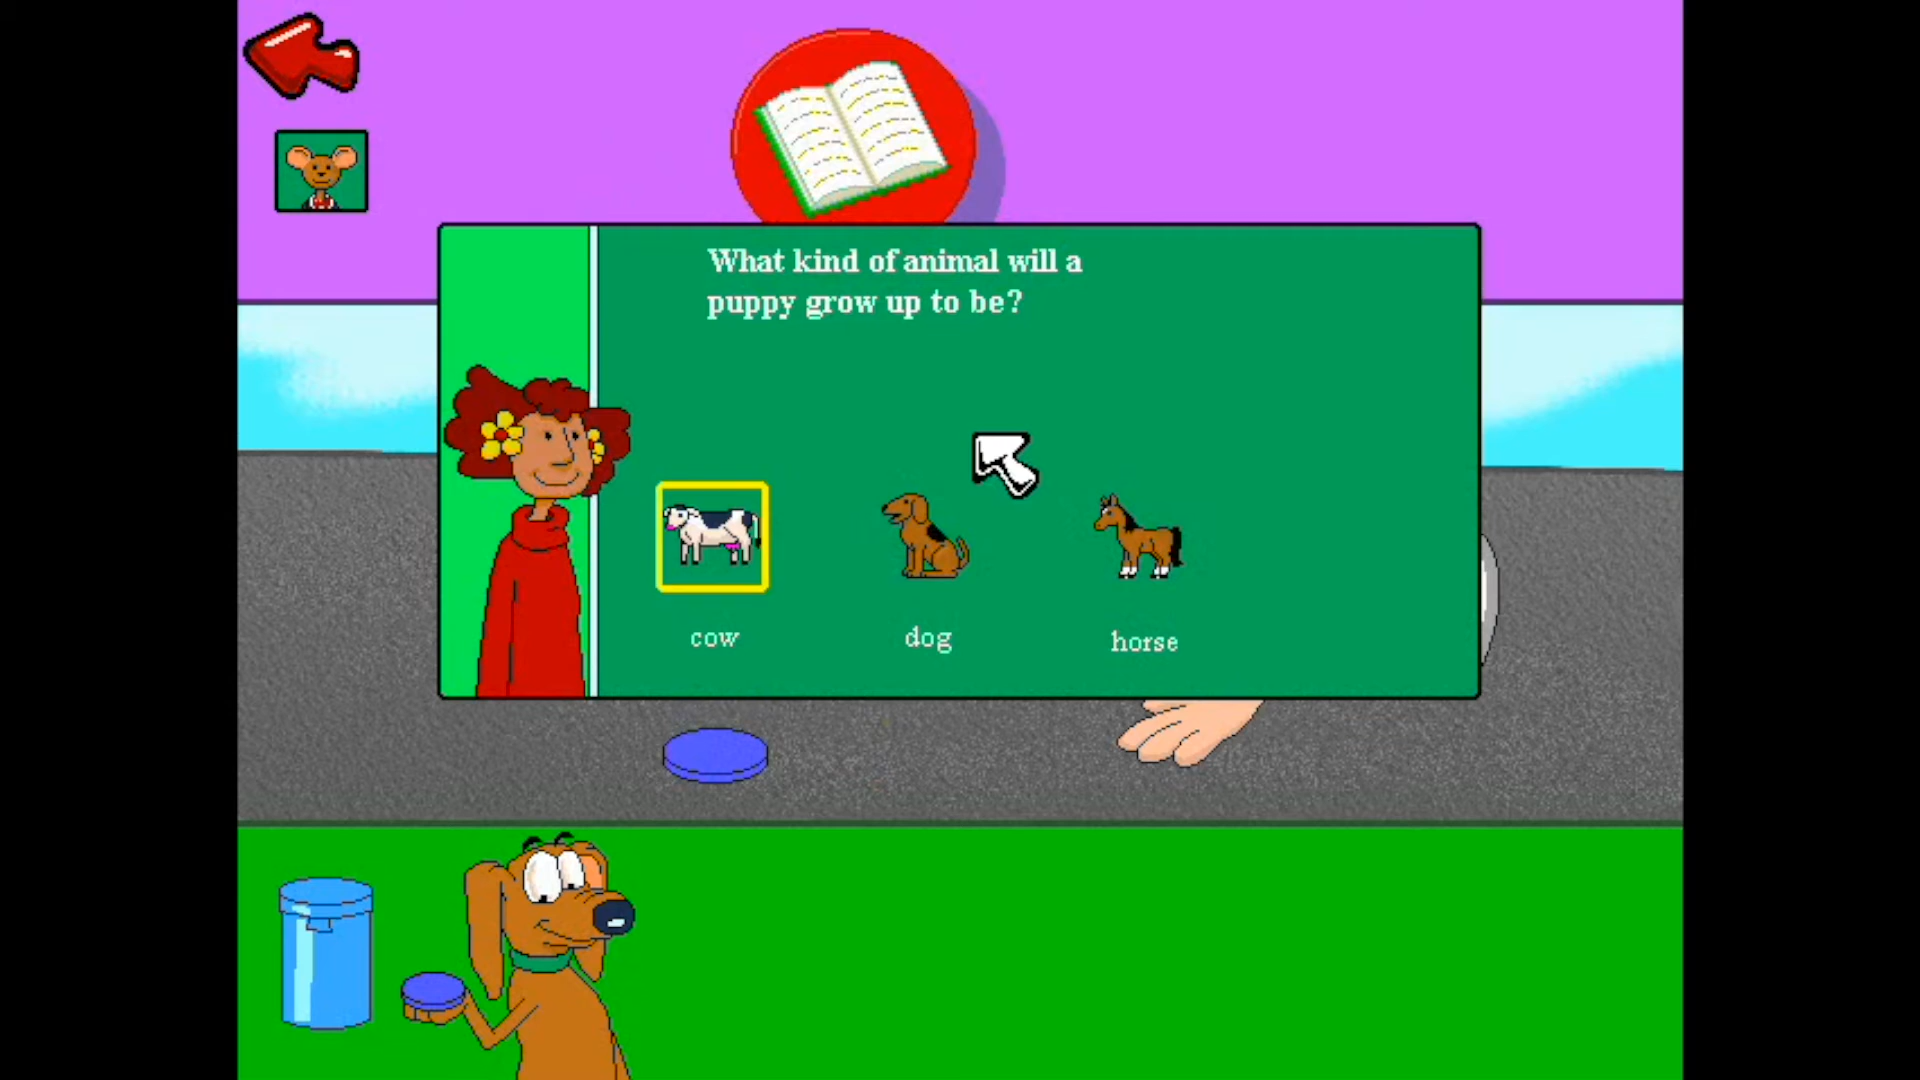 What kind of animal will a
puppy grow up to be?
cow
dog
horse